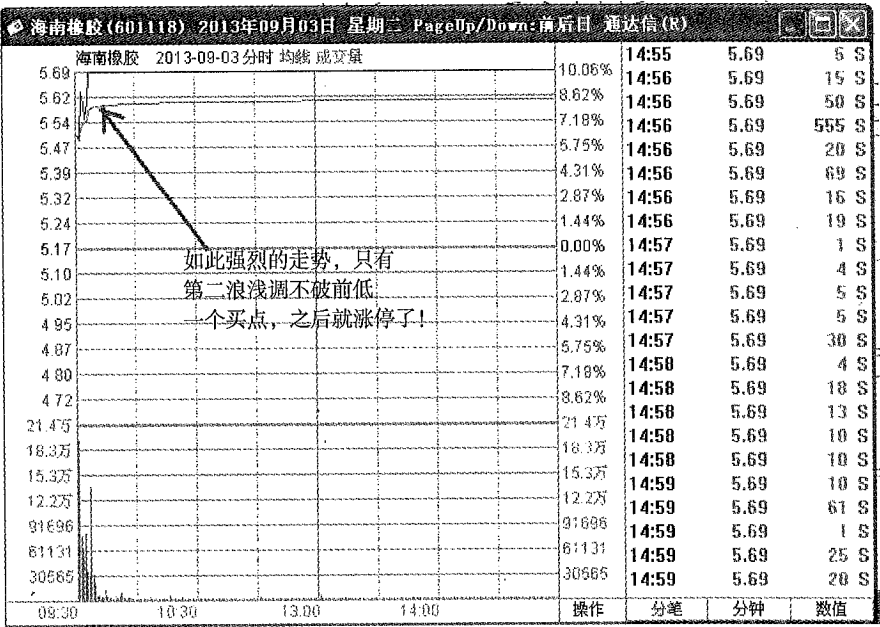 海南橡胶(601118) 2013年09月03日 星期二 PageUp/Down:前后日 通达信(R)
海南橡胶 2013-09-03 分时 均线 成交量
5.69 10.06%
5.62 8.62%
5.54 7.18%
5.47 5.75%
5.39 4.31%
5.32 2.87%
5.24 1.44%
5.17 0.00%
5.10 1.44%
5.02 2.87%
4.95 4.31%
4.87 5.75%
4.80 7.18%
4.72 8.62%
21.4万 21.4万
18.3万 18.3万
15.3万 15.3万
12.2万 12.2万
91696 91696
61131 61131
30565 30565
如此强烈的走势，只有
第二浪浅调不破前低
一个买点，之后就涨停了！
09:30 10:30 13:00 14:00 操作
14:55 5.69 5 S
14:56 5.69 15 S
14:56 5.69 50 S
14:56 5.69 555 S
14:56 5.69 20 S
14:56 5.69 69 S
14:56 5.69 16 S
14:56 5.69 19 S
14:57 5.69 1 S
14:57 5.69 4 S
14:57 5.69 5 S
14:57 5.69 5 S
14:57 5.69 30 S
14:58 5.69 4 S
14:58 5.69 18 S
14:58 5.69 13 S
14:58 5.69 10 S
14:58 5.69 10 S
14:59 5.69 10 S
14:59 5.69 61 S
14:59 5.69 1 S
14:59 5.69 25 S
14:59 5.69 20 S
分笔 分钟 数值